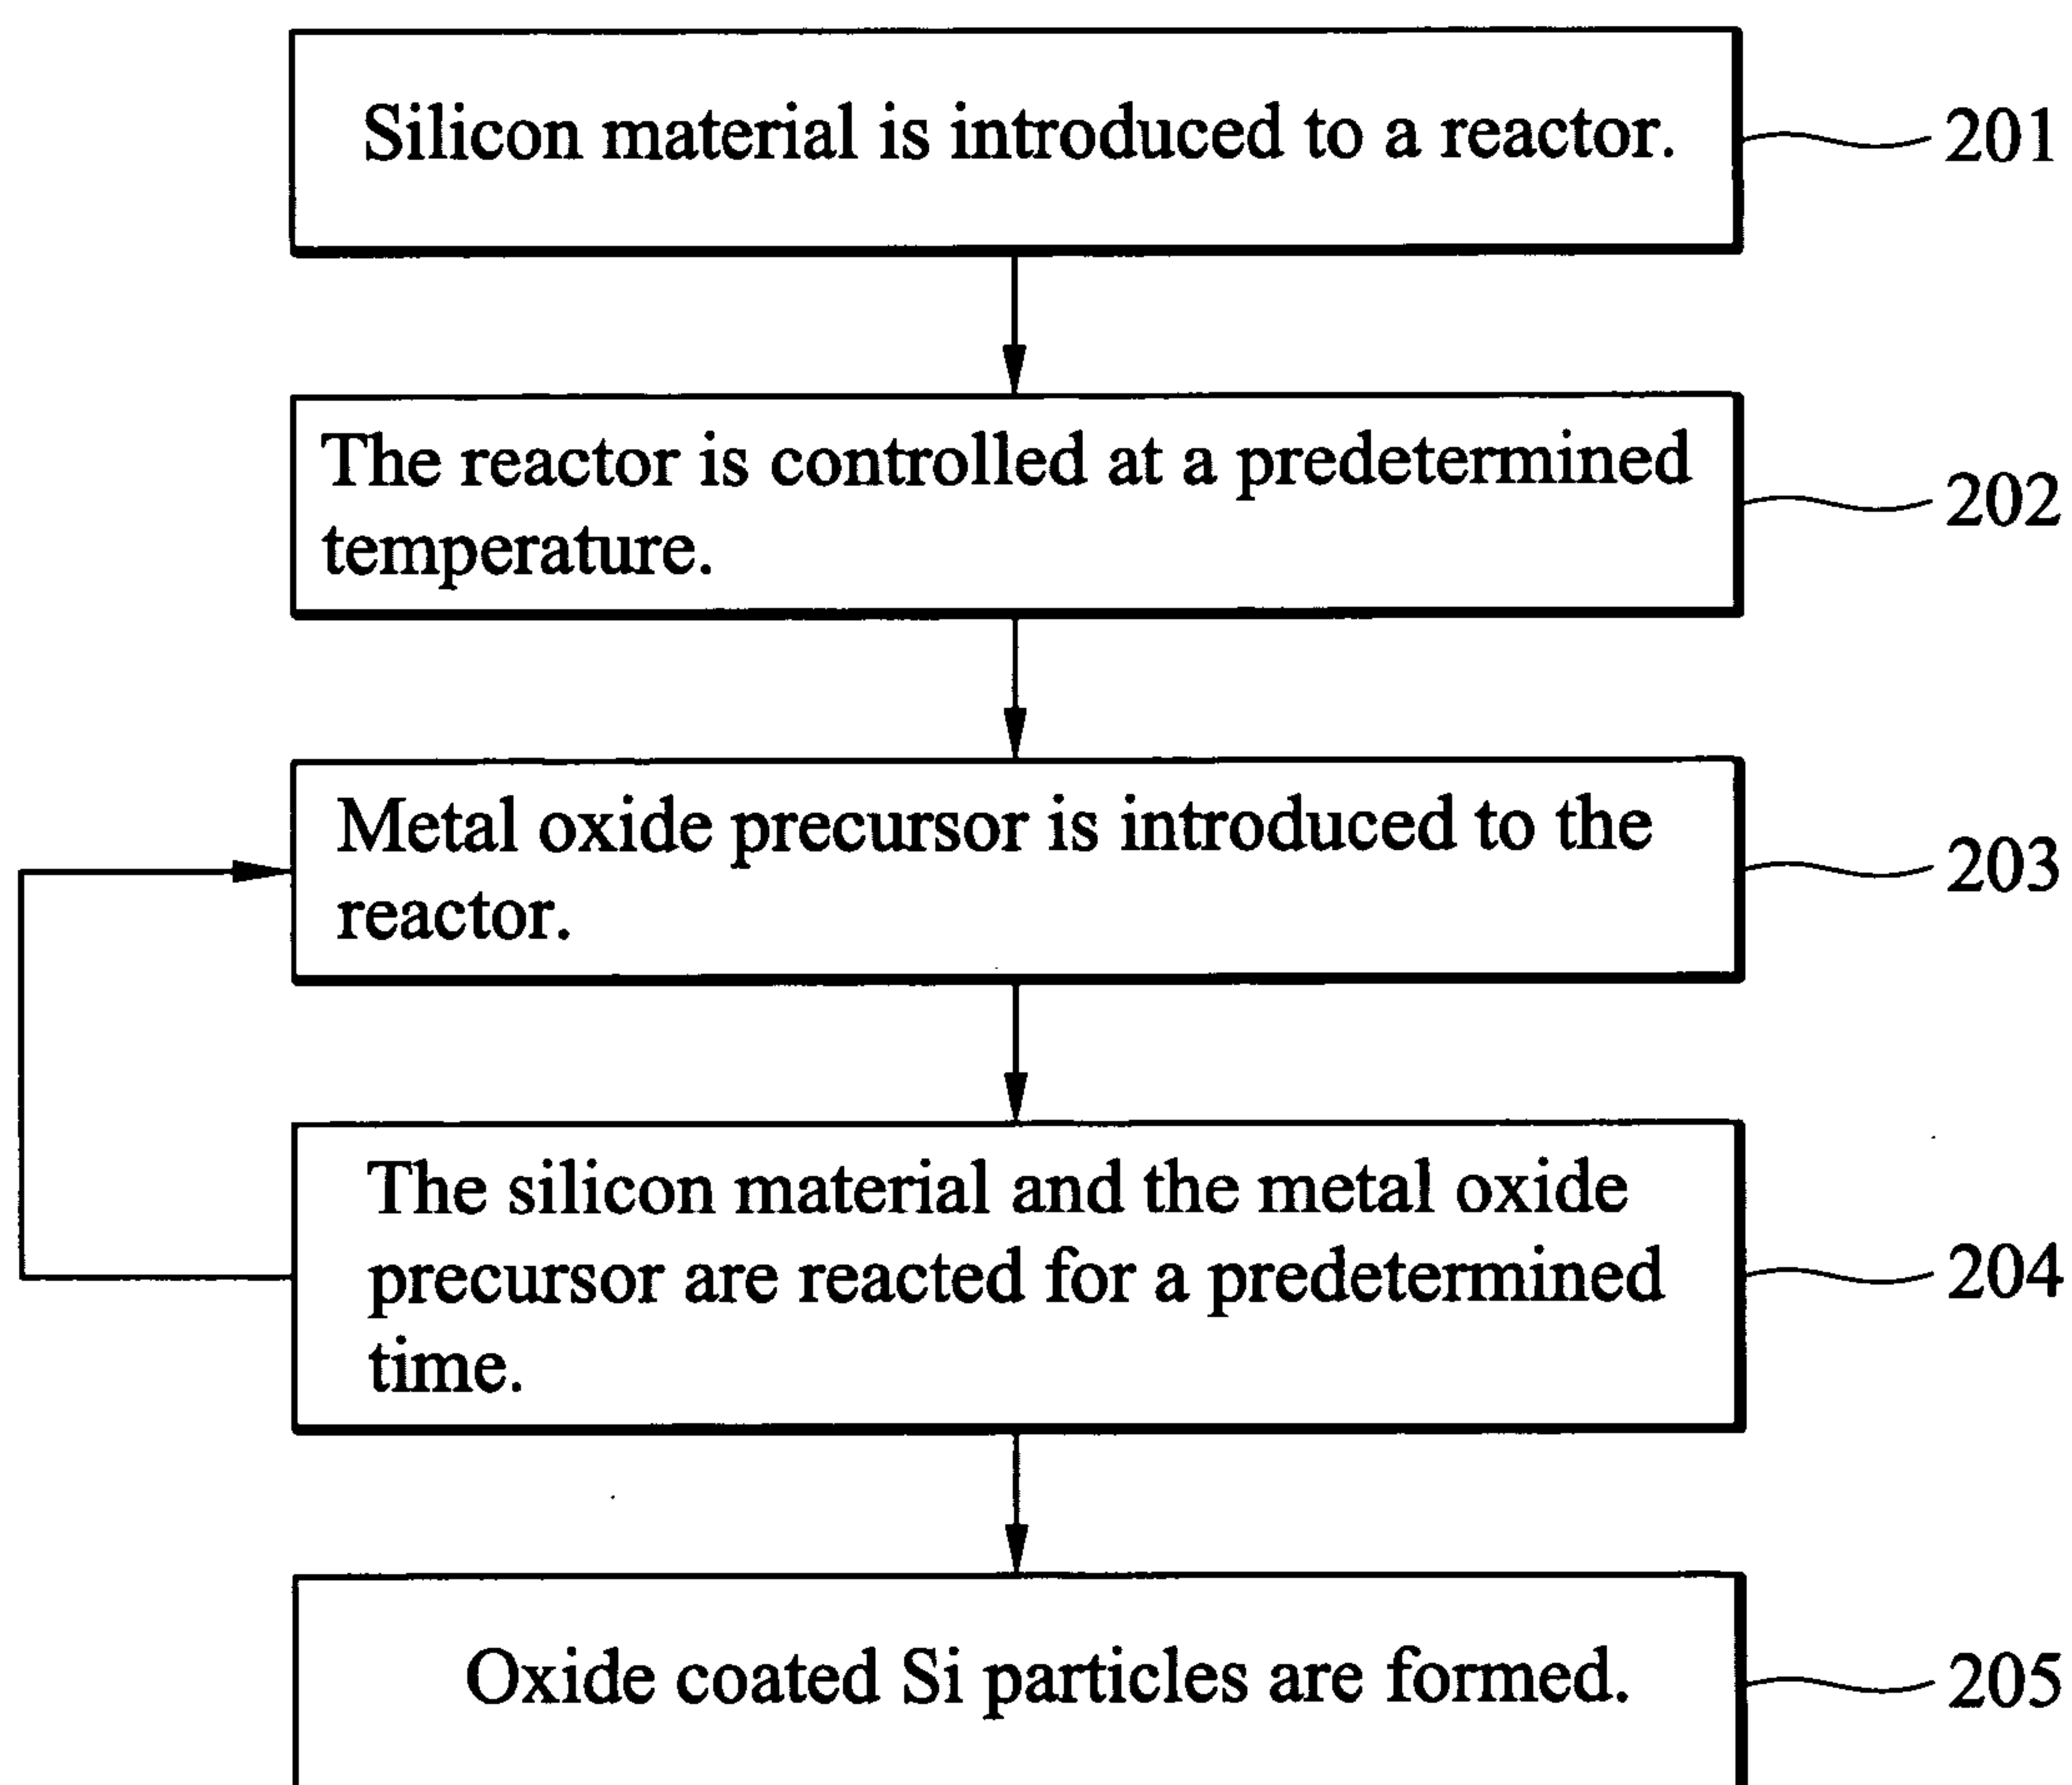 Silicon material is introduced to a reactor.
201
The reactor is controlled at a predetermined
temperature.
202
Metal oxide precursor is introduced to the
reactor.
203
The silicon material and the metal oxide
precursor are reacted for a predetermined
time.
204
Oxide coated Si particles are formed.
205